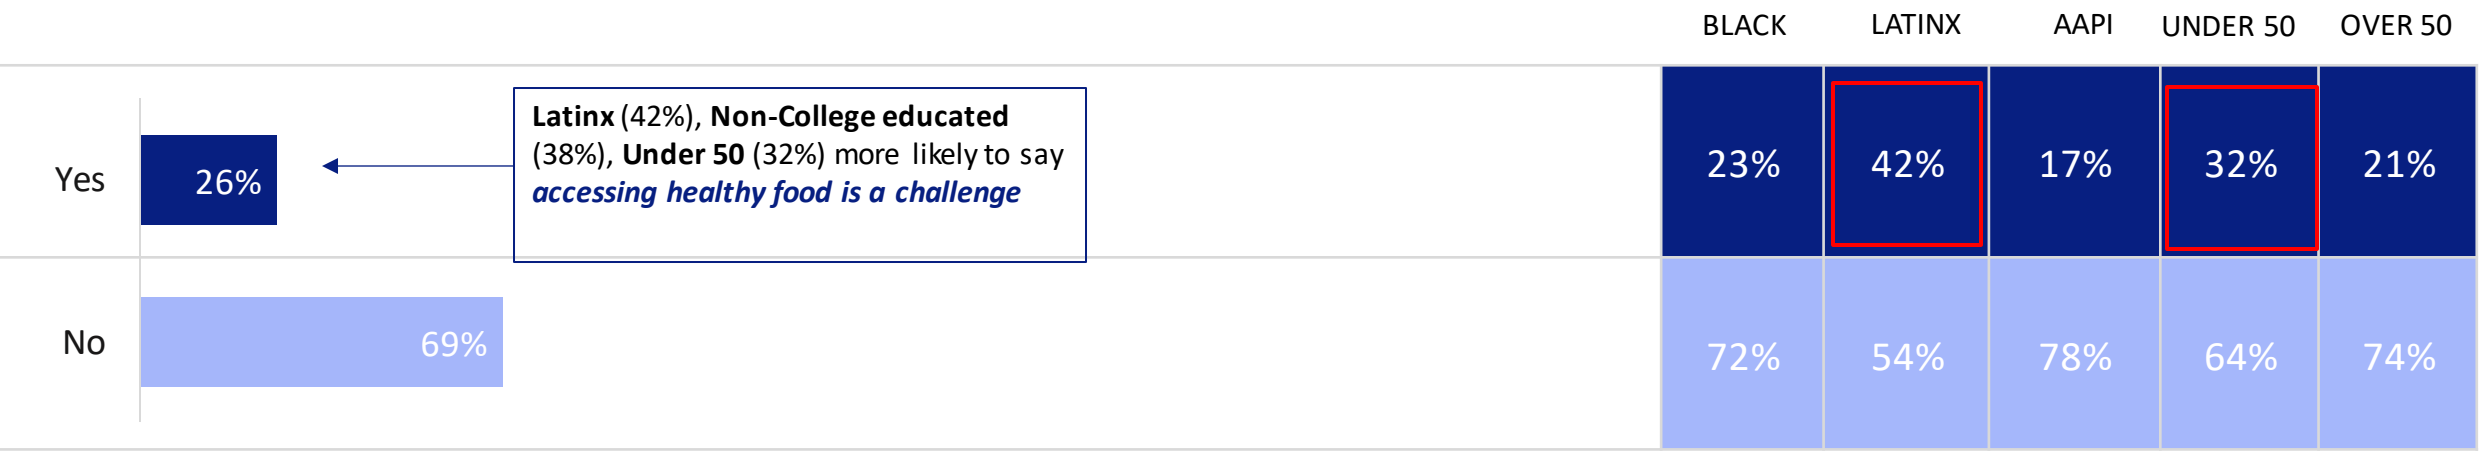 BLACK LATINX AAPI UNDER 50 OVER 50
Latinx (42%), Non-College educated
(38%), Under 50 (32%) more likely to say
accessing healthy food is a challenge
Yes 26% 23% 42% 17% 32% 21%
No 69% 72% 54% 78% 64% 74%